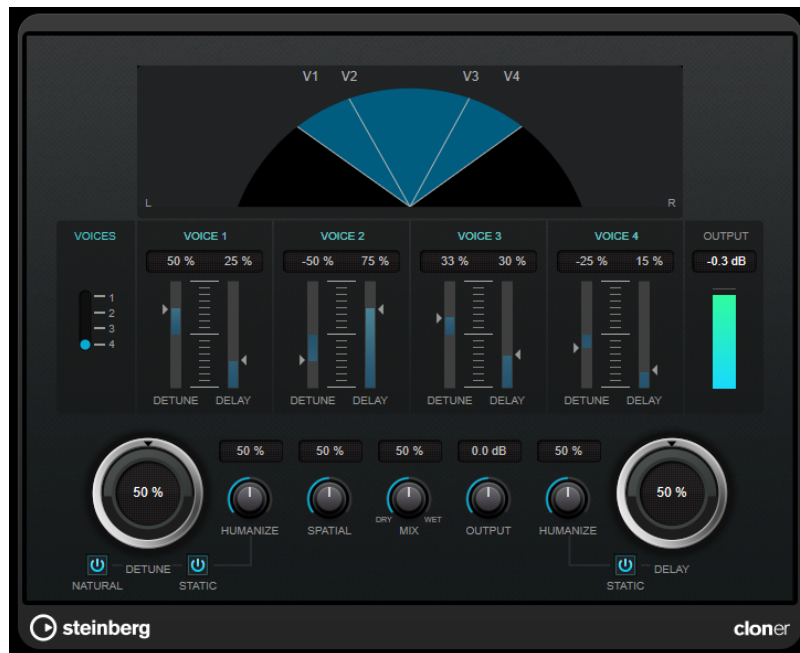 V1 V2 V3 V4
L R
VOICES VOICE 1 VOICE 2 VOICE 3 VOICE 4 OUTPUT
50 % 25 % -50 % 75 % 33 % 30 % -25 % 15 % -0.3 dB
1
2
3
4
DETUNE DELAY DETUNE DELAY DETUNE DELAY DETUNE DELAY
50 % 50 % 50 % 0.0 dB 50 %
50 % 50 %
DRY WET
HUMANIZE SPATIAL MIX OUTPUT HUMANIZE
DETUNE DELAY
NATURAL STATIC STATIC
steinberg cloner